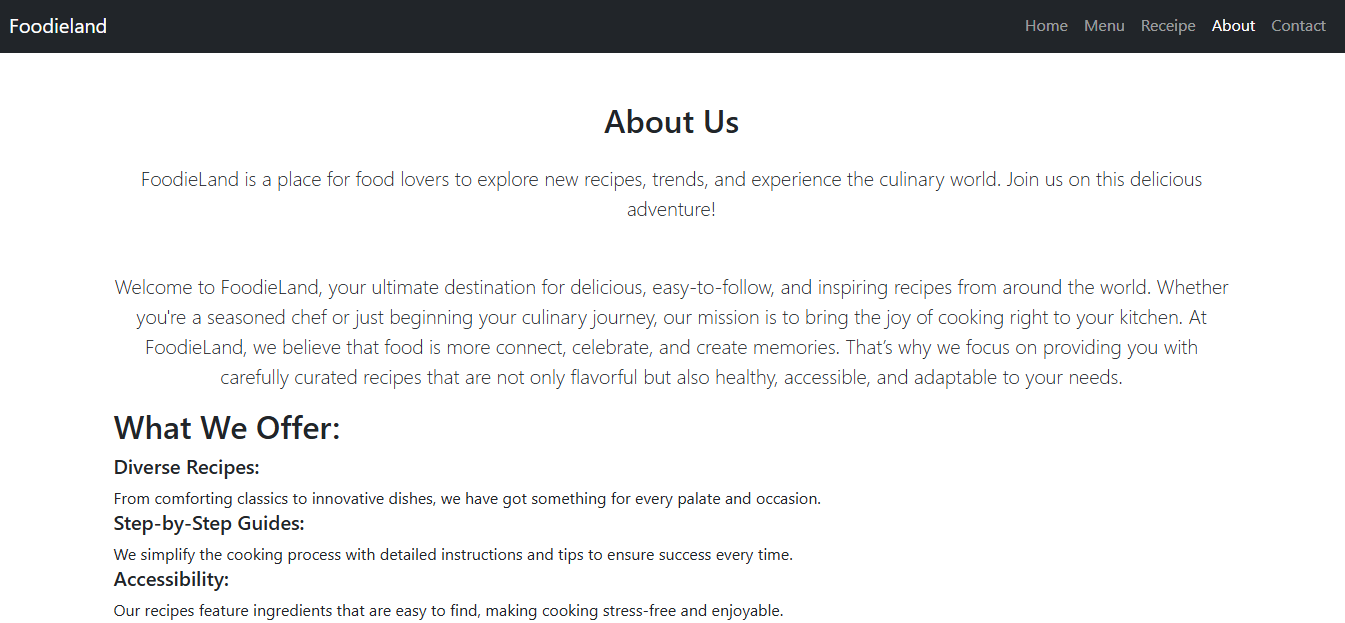 Foodieland
Home Menu Receipe About Contact
About Us
FoodieLand is a place for food lovers to explore new recipes, trends, and experience the culinary world. Join us on this delicious
adventure!
Welcome to FoodieLand, your ultimate destination for delicious, easy-to-follow, and inspiring recipes from around the world. Whether
you're a seasoned chef or just beginning your culinary journey, our mission is to bring the joy of cooking right to your kitchen. At
FoodieLand, we believe that food is more connect, celebrate, and create memories. That’s why we focus on providing you with
carefully curated recipes that are not only flavorful but also healthy, accessible, and adaptable to your needs.
What We Offer:
Diverse Recipes:
From comforting classics to innovative dishes, we have got something for every palate and occasion.
Step-by-Step Guides:
We simplify the cooking process with detailed instructions and tips to ensure success every time.
Accessibility:
Our recipes feature ingredients that are easy to find, making cooking stress-free and enjoyable.